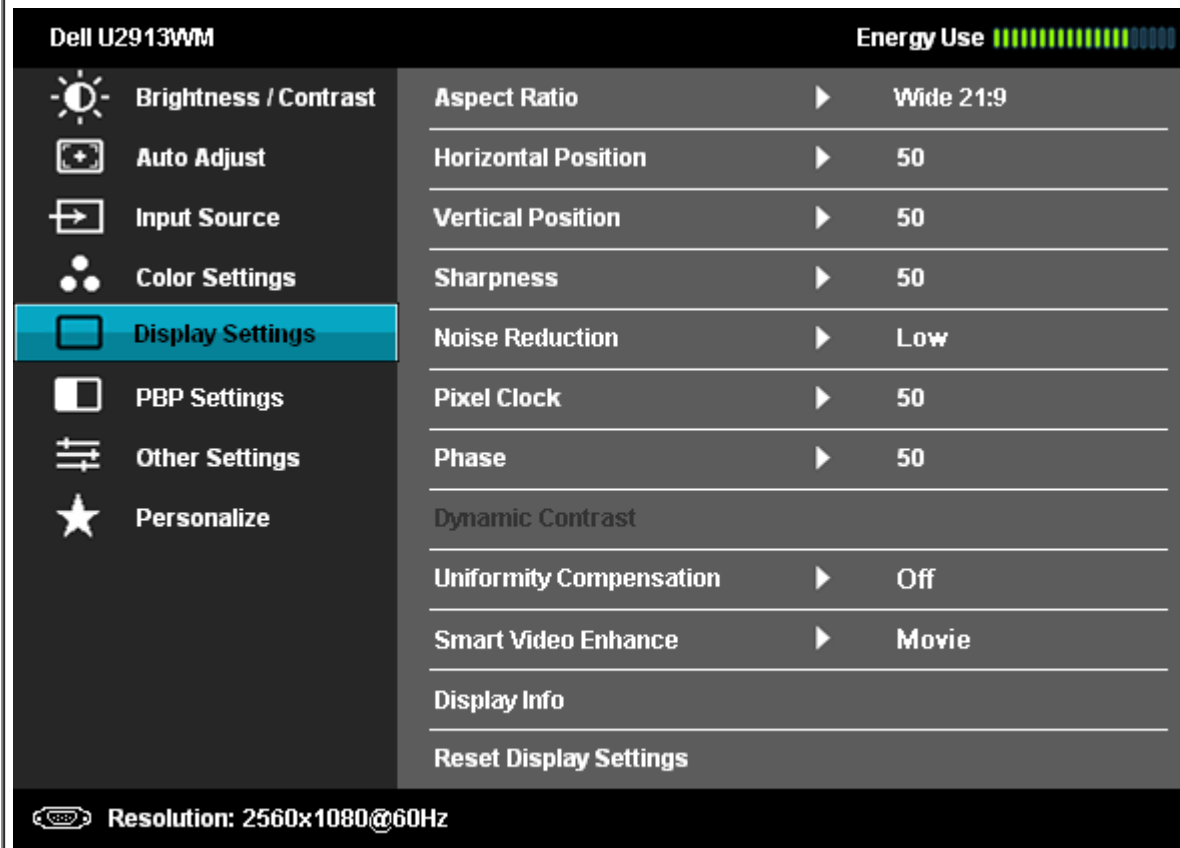 Dell U2913WM Energy Use
Brightness / Contrast Aspect Ratio Wide 21:9
Auto Adjust Horizontal Position 50
Input Source Vertical Position 50
Color Settings Sharpness 50
Display Settings Noise Reduction Low
PBP Settings Pixel Clock 50
Other Settings Phase 50
Personalize Dynamic Contrast
Uniformity Compensation Off
Smart Video Enhance Movie
Display Info
Reset Display Settings
Resolution: 2560x1080@60Hz